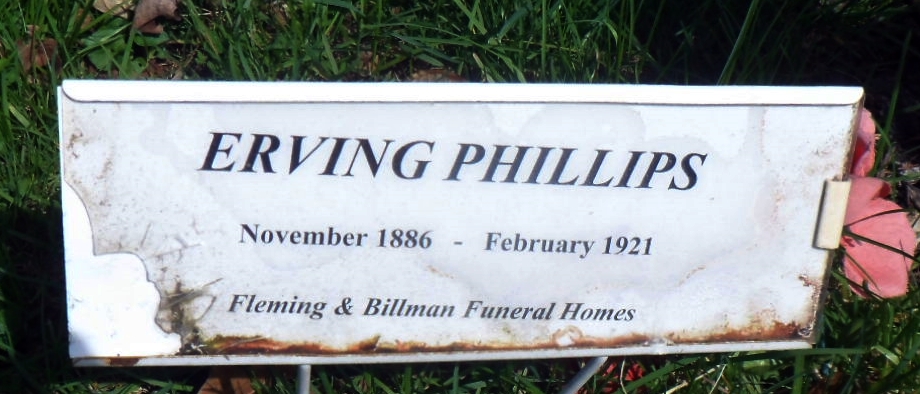 ERVING PHILLIPS
November 1886 - February 1921
Fleming & Billman Funeral Homes